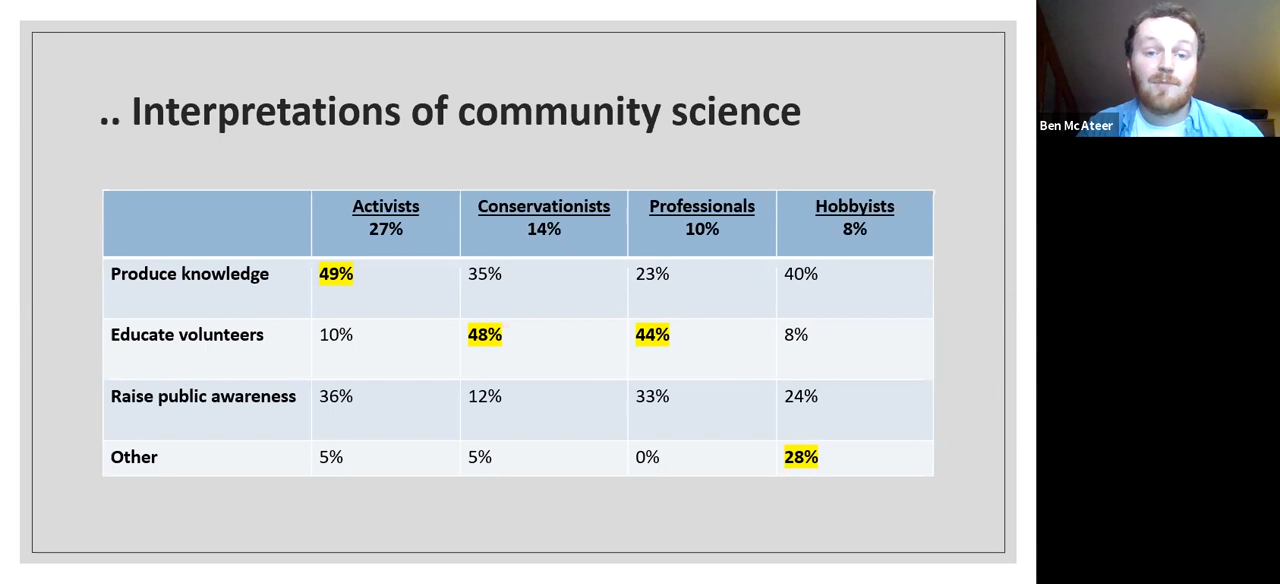 .. Interpretations of community science
Activists Conservationists Professionals Hobbyists
27% 14% 10% 8%
Produce knowledge 49% 35% 23% 40%
Educate volunteers 10% 48% 44% 8%
Raise public awareness 36% 12% 33% 24%
Other 5% 5% 0% 28%
Ben McAteer